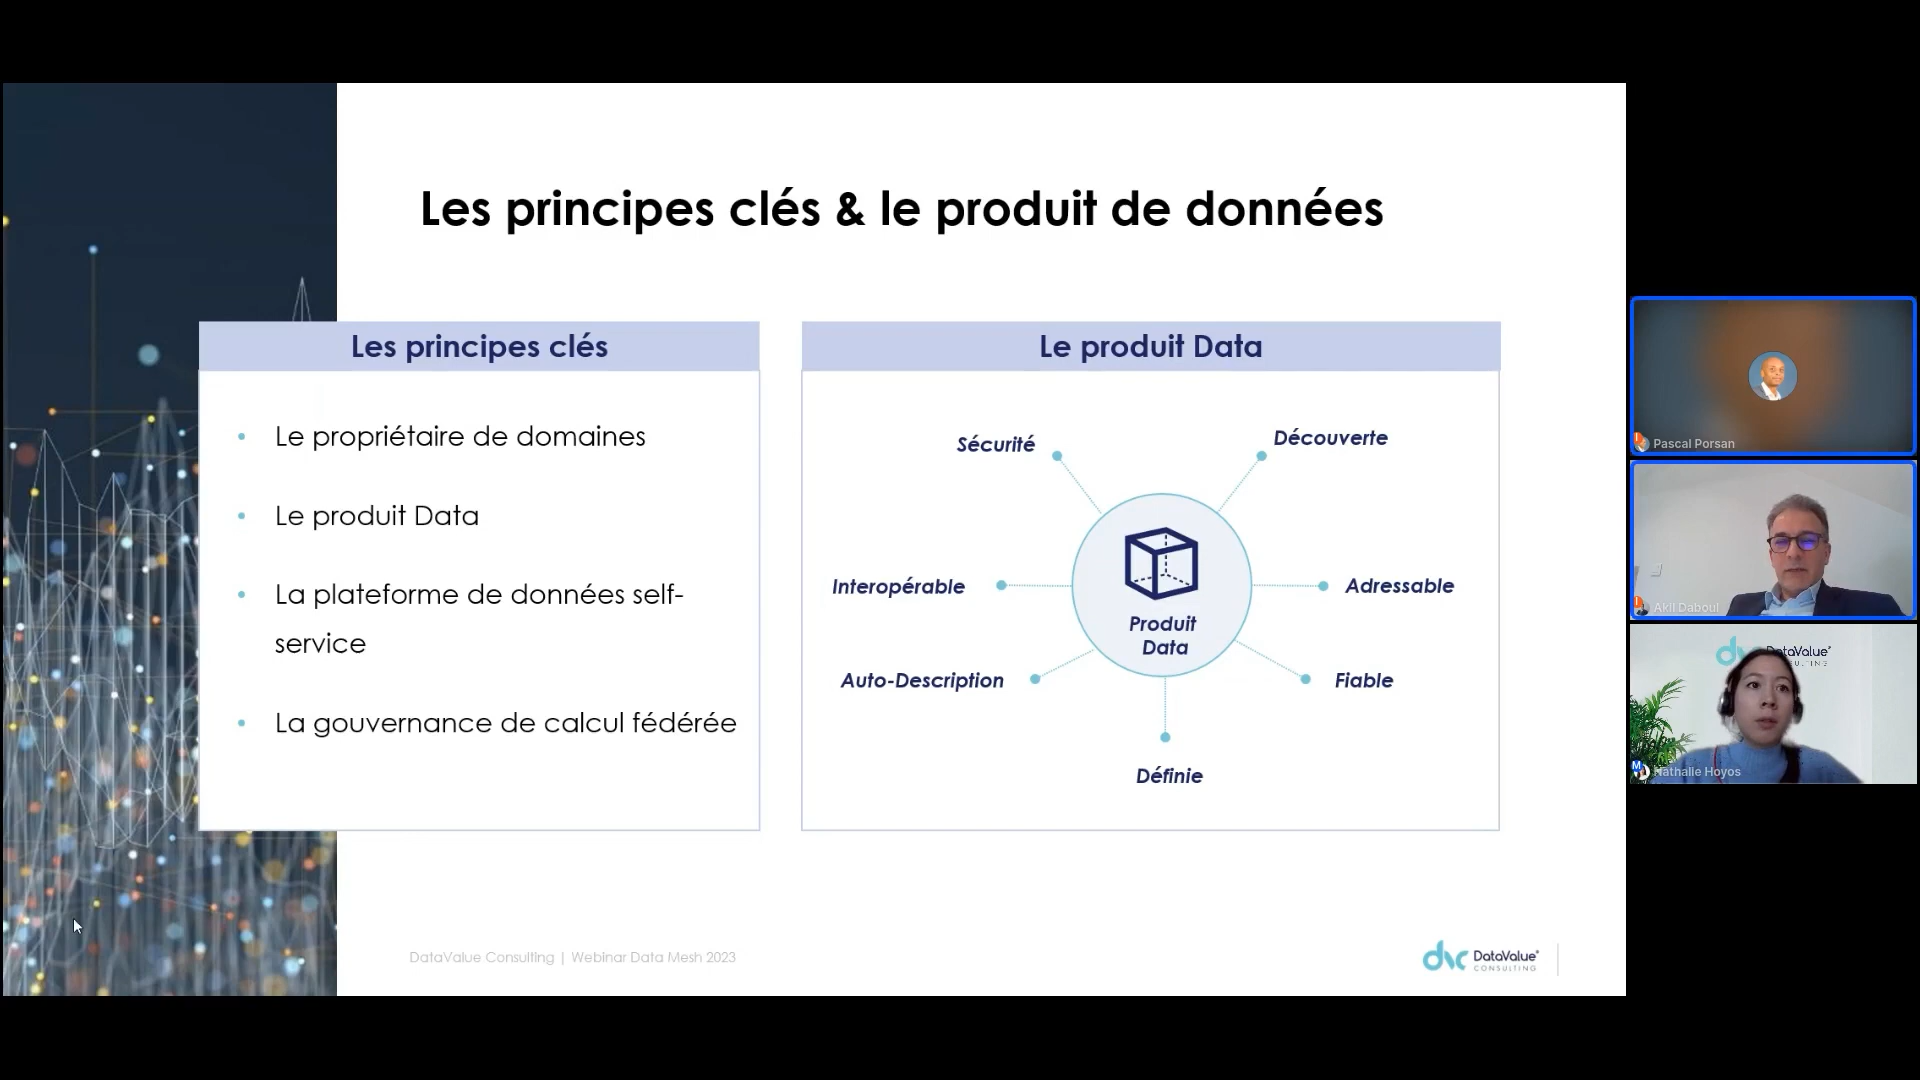 Les principes clés & le produit de données
Les principes clés
• Le propriétaire de domaines
• Le produit Data
• La plateforme de données self-
service
• La gouvernance de calcul fédérée
Le produit Data
Sécurité
Découverte
Interopérable
Adressable
Produit
Data
Auto-Description
Fiable
Définie
DataValue Consulting | Webinar Data Mesh 2023
dvc DataValue®
CONSULTING
Pascal Porsan
Akil Daboul
DataValue®
Nathalie Hoyos